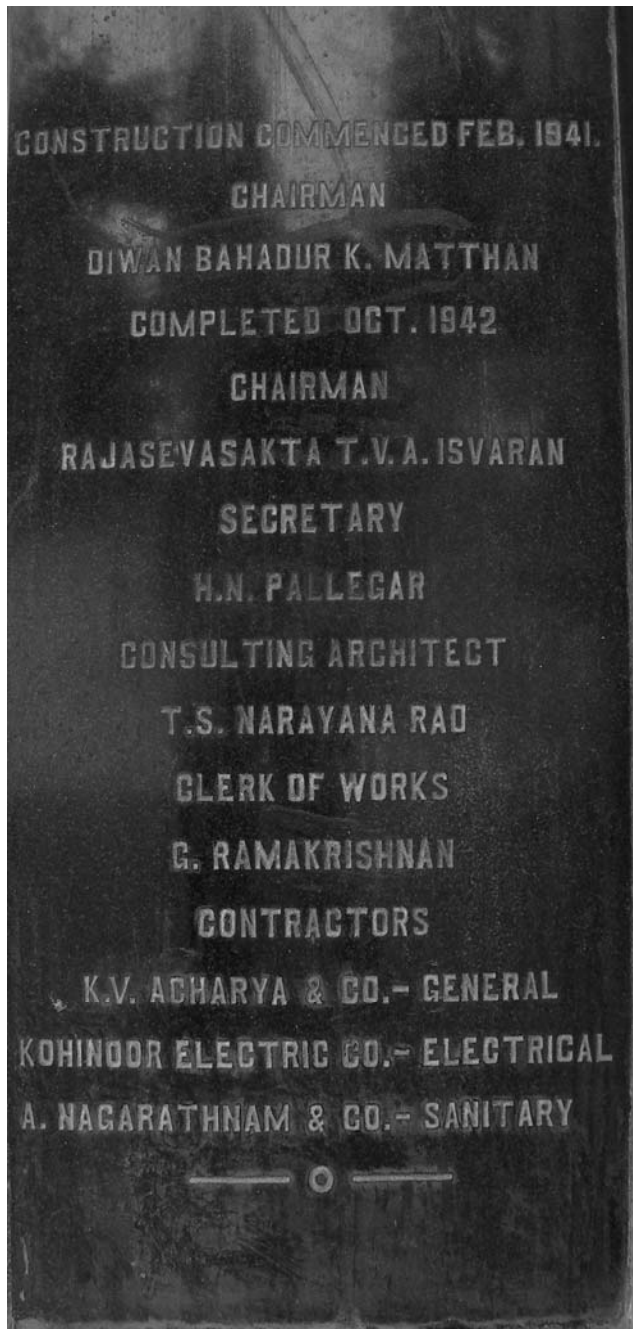 CONSTRUCTION COMMENCED FEB. 1941.
CHAIRMAN
DIWAN BAHADUR K. MATTHAN
COMPLETED OCT. 1942
CHAIRMAN
RAJASEVASAKTA T.V.A. ISVARAN
SECRETARY
H.N. PALLEGAR
CONSULTING ARCHITECT
T.S. NARAYANA RAO
CLERK OF WORKS
G. RAMAKRISHNAN
CONTRACTORS
K.V. ACHARYA & CO.- GENERAL
KOHINOOR ELECTRIC CO.- ELECTRICAL
A. NAGARATHNAM & CO.- SANITARY